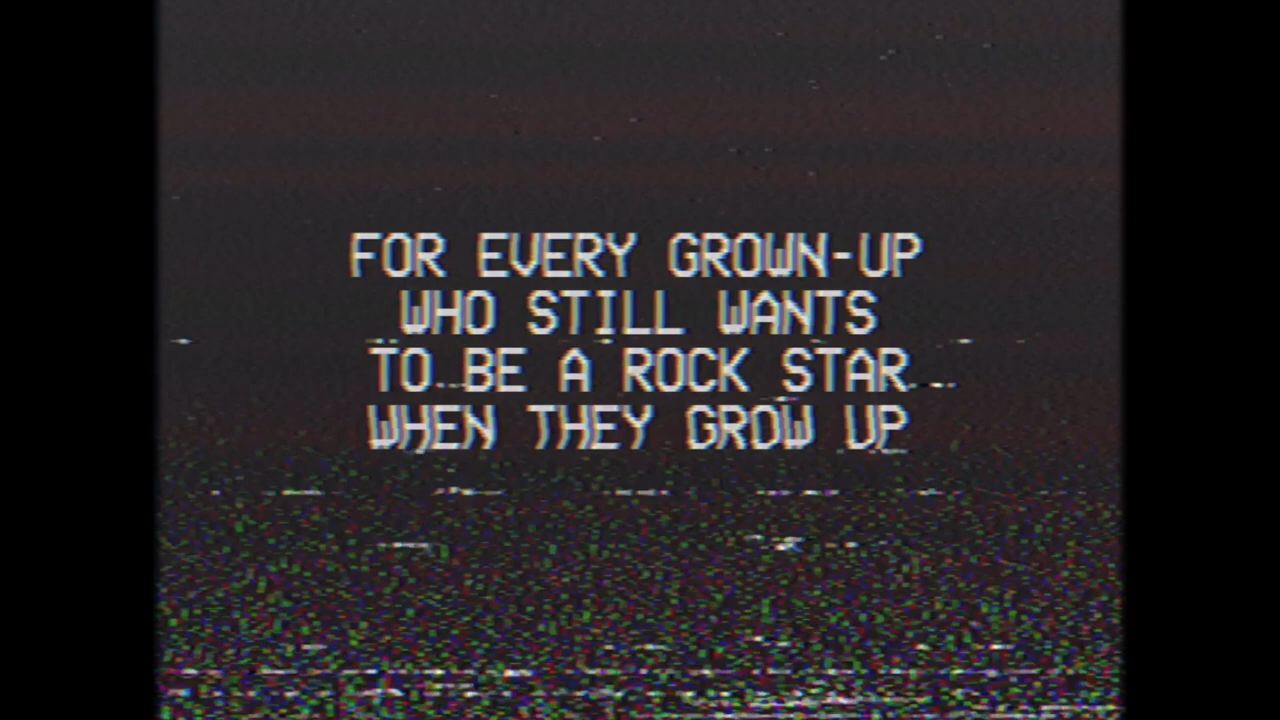 FOR EVERY GROWN-UP
WHO STILL WANTS
TO BE A ROCK STAR
WHEN THEY GROW UP